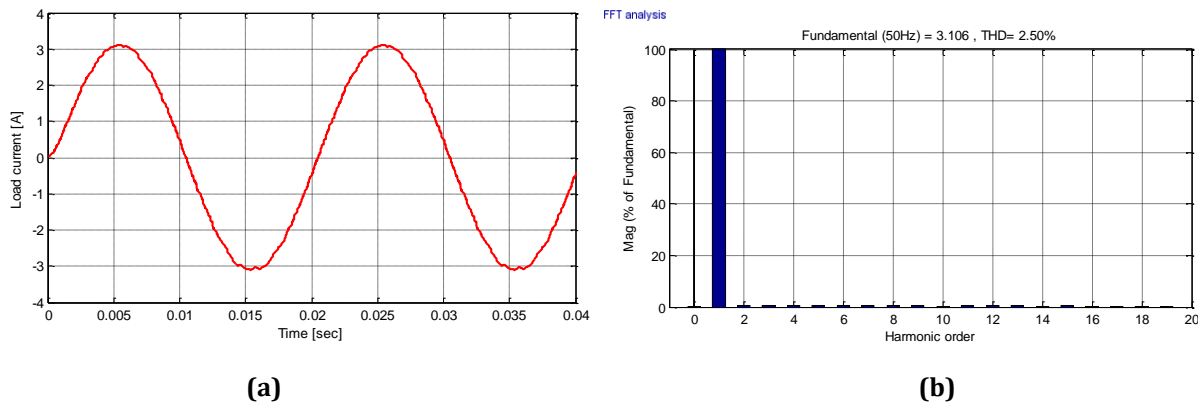 4
3
2
1
0
-1
-2
-3
-4
Load current [A]
0 0.005 0.01 0.015 0.02 0.025 0.03 0.035 0.04
Time [sec]
(a)
FFT analysis
Fundamental (50Hz) = 3.106 , THD= 2.50%
100
80
60
40
20
0
Mag (% of Fundamental)
0 2 4 6 8 10 12 14 16 18 20
Harmonic order
(b)